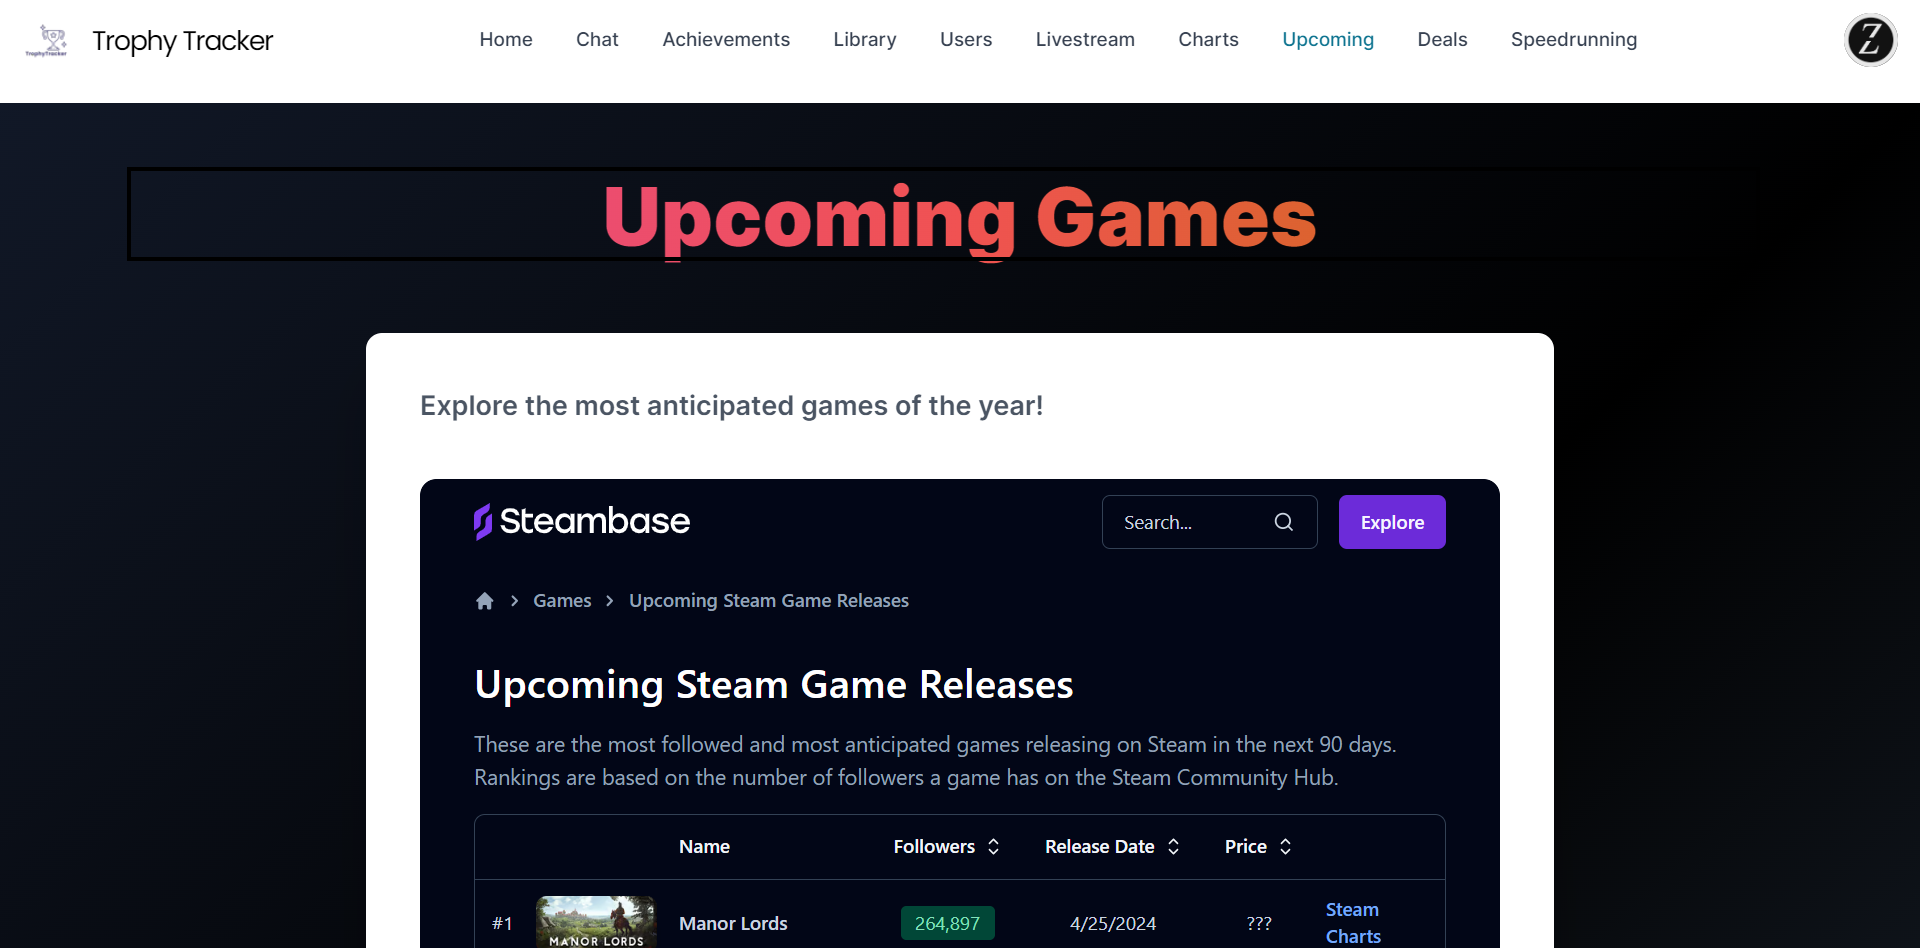 TrophyTracker
Trophy Tracker
Home Chat Achievements Library Users Livestream Charts Upcoming Deals Speedrunning
Z
Upcoming Games
Explore the most anticipated games of the year!
Steambase
Search...
Explore
Games Upcoming Steam Game Releases
Upcoming Steam Game Releases
These are the most followed and most anticipated games releasing on Steam in the next 90 days.
Rankings are based on the number of followers a game has on the Steam Community Hub.
Name Followers Release Date Price
#1 MANOR LORDS Manor Lords 264,897 4/25/2024 ??? Steam
Charts